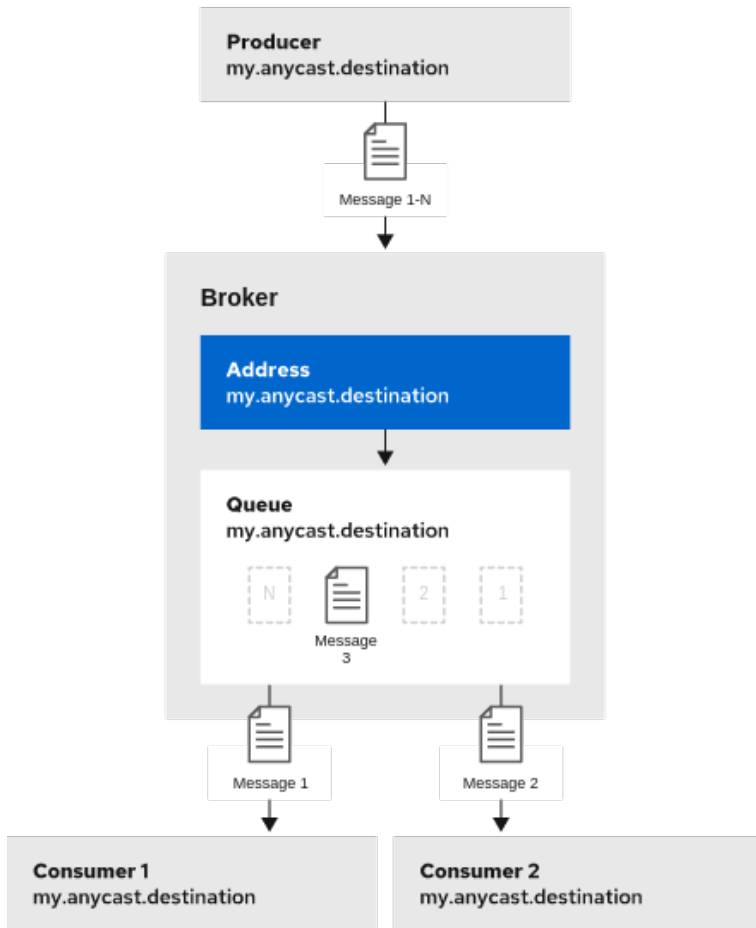 Producer
my.anycast.destination
Message 1-N
Broker
Address
my.anycast.destination
Queue
my.anycast.destination
N
2
1
Message
3
Message 1
Message 2
Consumer 1
my.anycast.destination
Consumer 2
my.anycast.destination